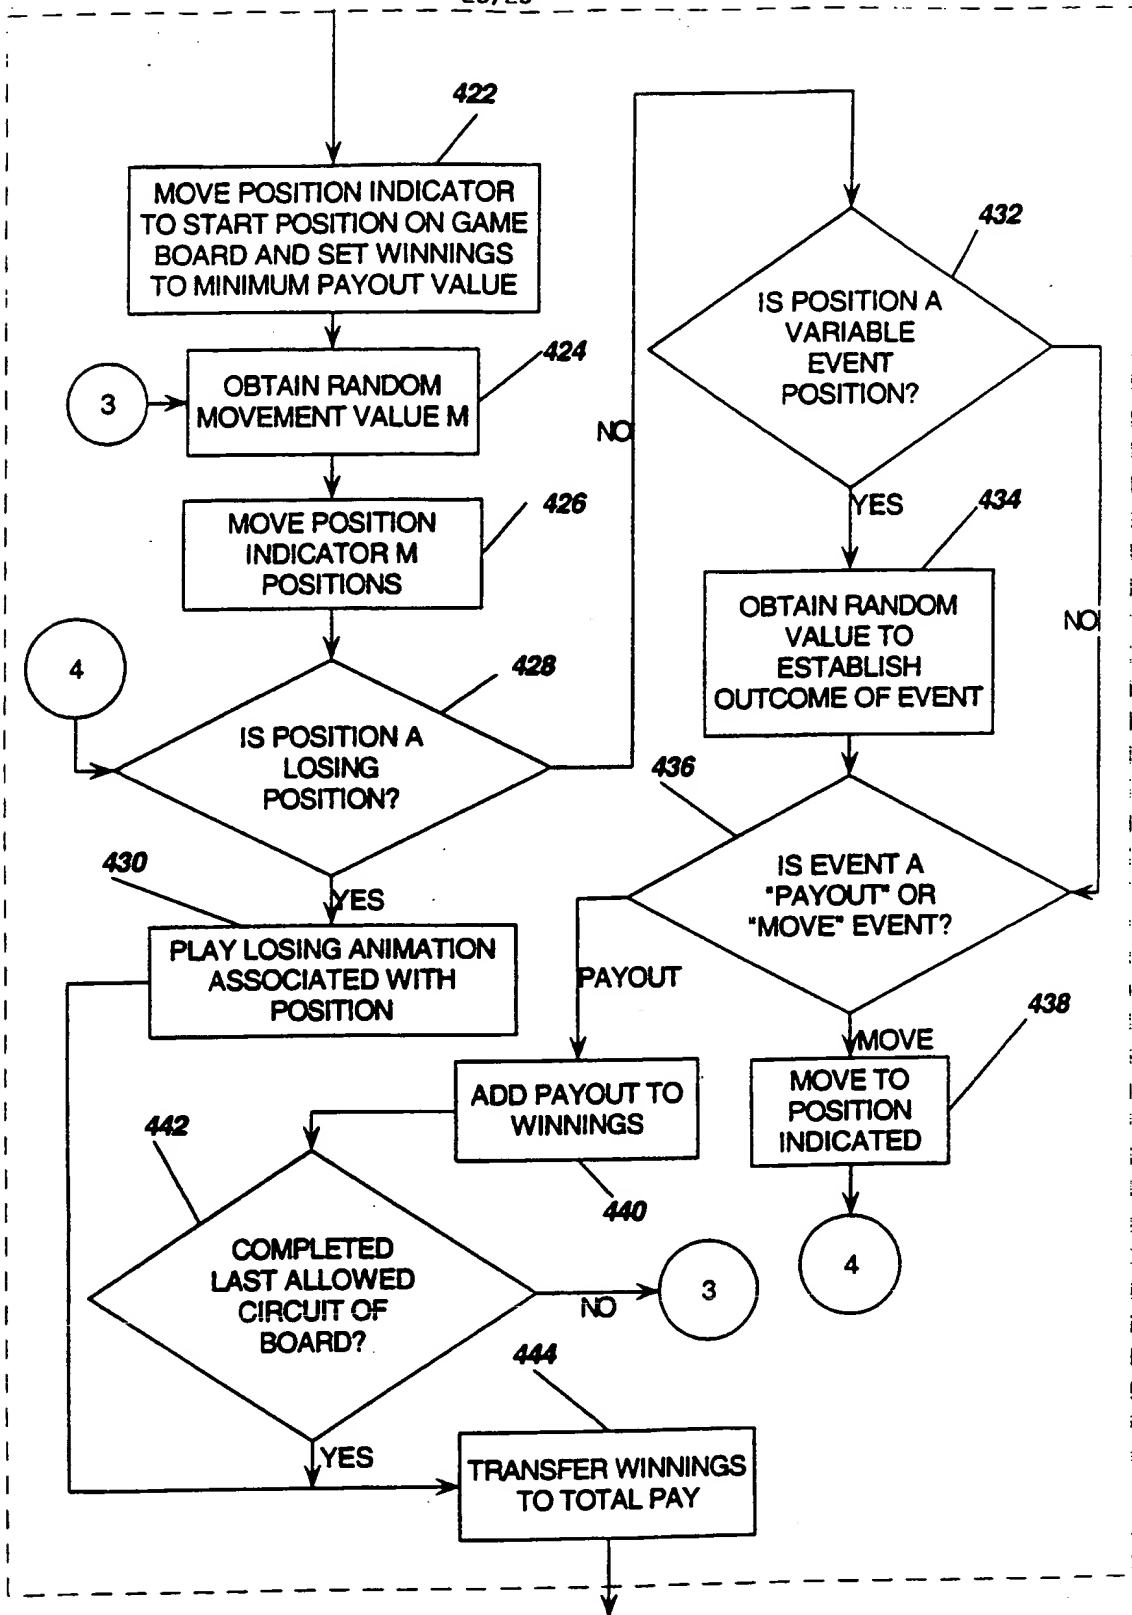 422
MOVE POSITION INDICATOR
TO START POSITION ON GAME
BOARD AND SET WINNINGS
TO MINIMUM PAYOUT VALUE
424
3
OBTAIN RANDOM
MOVEMENT VALUE M
426
MOVE POSITION
INDICATOR M
POSITIONS
4
428
IS POSITION A
LOSING
POSITION?
NO
430
YES
PLAY LOSING ANIMATION
ASSOCIATED WITH
POSITION
432
IS POSITION A
VARIABLE
EVENT
POSITION?
YES
NO
434
OBTAIN RANDOM
VALUE TO
ESTABLISH
OUTCOME OF EVENT
436
IS EVENT A
"PAYOUT" OR
"MOVE" EVENT?
PAYOUT
MOVE
438
MOVE TO
POSITION
INDICATED
4
ADD PAYOUT TO
WINNINGS
440
442
COMPLETED
LAST ALLOWED
CIRCUIT OF
BOARD?
NO
3
YES
444
TRANSFER WINNINGS
TO TOTAL PAY